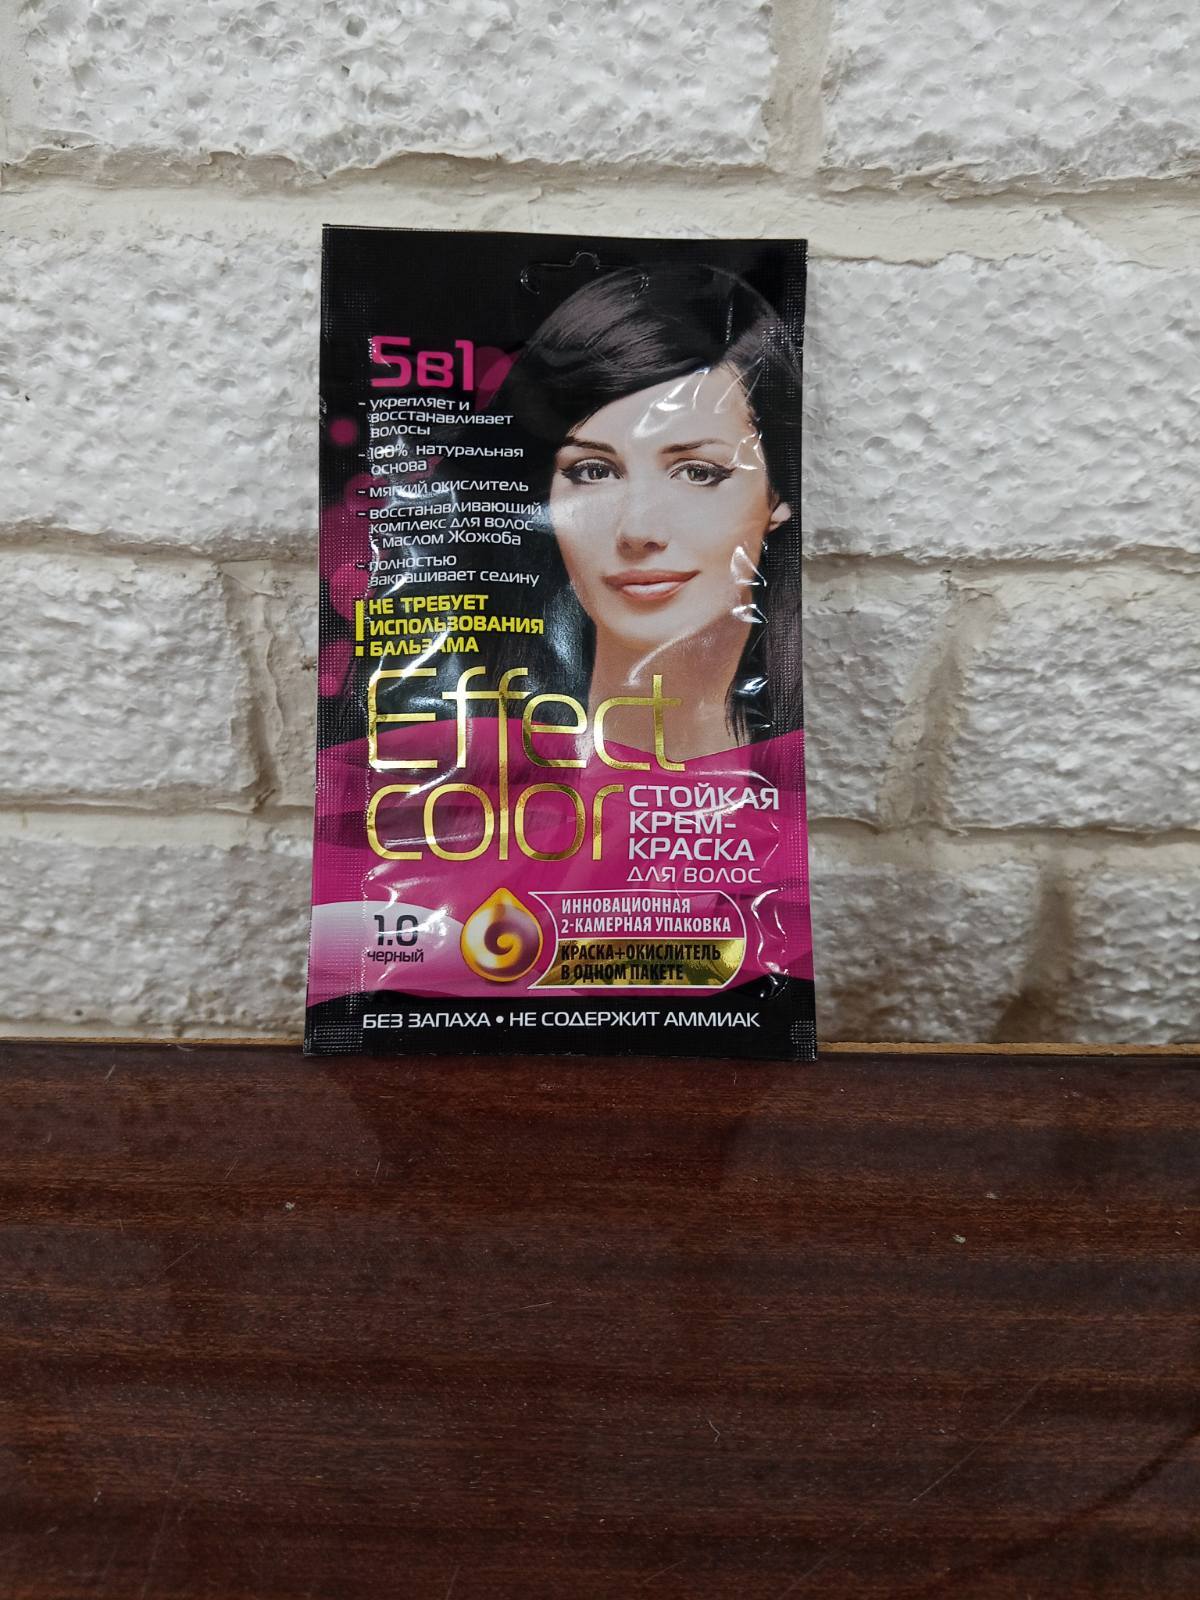 5в1
- укрепляет и
восстанавливает
волосы
- 100% натуральная
основа
- мягкий окислитель
- восстанавливающий
комплекс для волос
с маслом Жожоба
- полностью
закрашивает седину
! НЕ ТРЕБУЕТ
ИСПОЛЬЗОВАНИЯ
БАЛЬЗАМА
Effect
color
СТОЙКАЯ
КРЕМ-
КРАСКА
ДЛЯ ВОЛОС
1.0
черный
ИННОВАЦИОННАЯ
2-КАМЕРНАЯ УПАКОВКА
КРАСКА+ОКИСЛИТЕЛЬ
В ОДНОМ ПАКЕТЕ
БЕЗ ЗАПАХА • НЕ СОДЕРЖИТ АММИАК